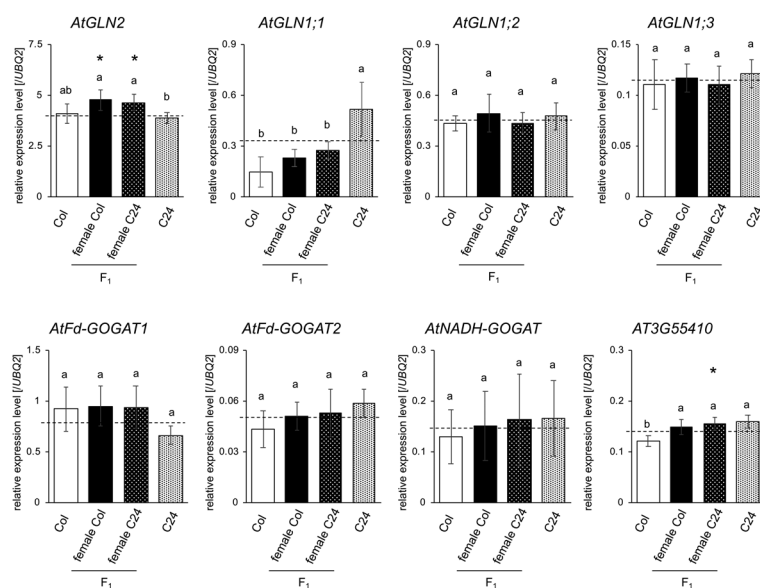 AtGLN2 AtGLN1;1 AtGLN1;2 AtGLN1;3
relative expression level [/UBQ2]
7.5
5
2.5
0
* *
ab a a b
Col female Col female C24 C24
F1
relative expression level [/UBQ2]
0.9
0.6
0.3
0
b b b a
Col female Col female C24 C24
F1
relative expression level [/UBQ2]
0.9
0.6
0.3
0
a a a a
Col female Col female C24 C24
F1
relative expression level [/UBQ2]
0.15
0.1
0.05
0
a a a a
Col female Col female C24 C24
F1
AtFd-GOGAT1 AtFd-GOGAT2 AtNADH-GOGAT AT3G55410
relative expression level [/UBQ2]
1.5
1
0.5
0
a a a a
Col female Col female C24 C24
F1
relative expression level [/UBQ2]
0.09
0.06
0.03
0
a a a a
Col female Col female C24 C24
F1
relative expression level [/UBQ2]
0.3
0.2
0.1
0
a a a a
Col female Col female C24 C24
F1
relative expression level [/UBQ2]
0.3
0.2
0.1
0
*
b a a a
Col female Col female C24 C24
F1